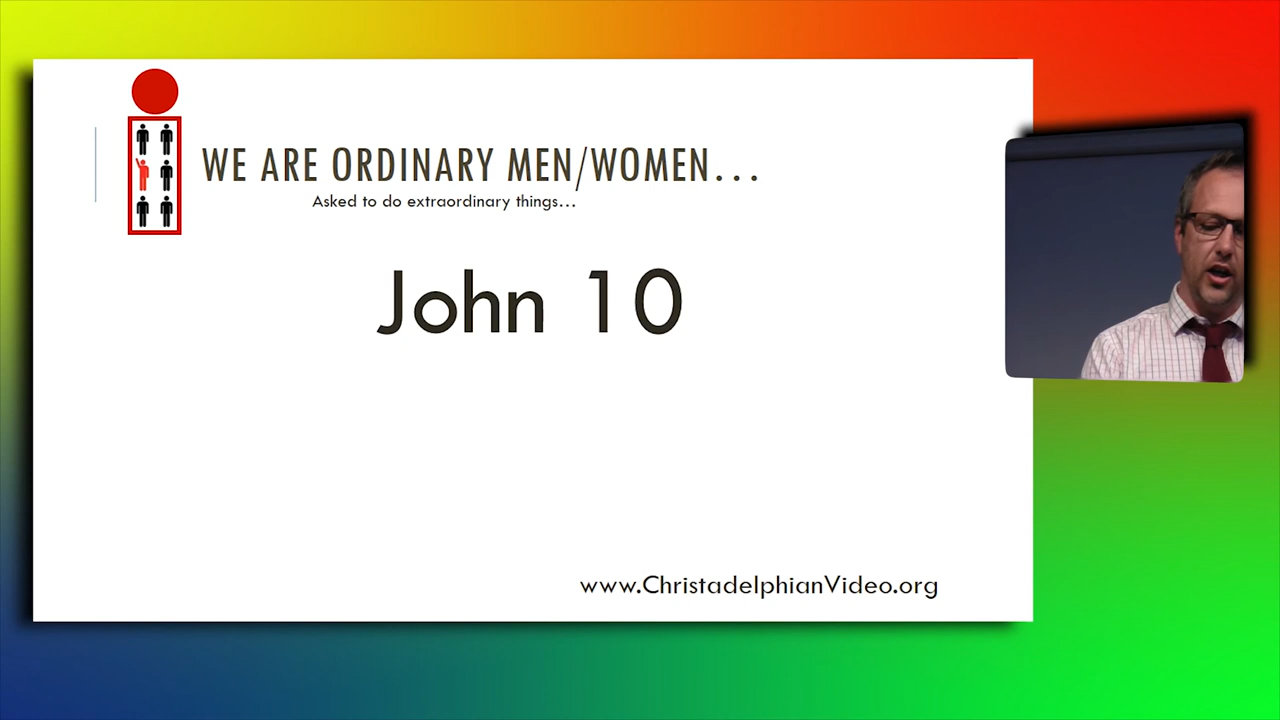 WE ARE ORDINARY MEN/WOMEN...
Asked to do extraordinary things...
John 10
www.ChristadelphianVideo.org